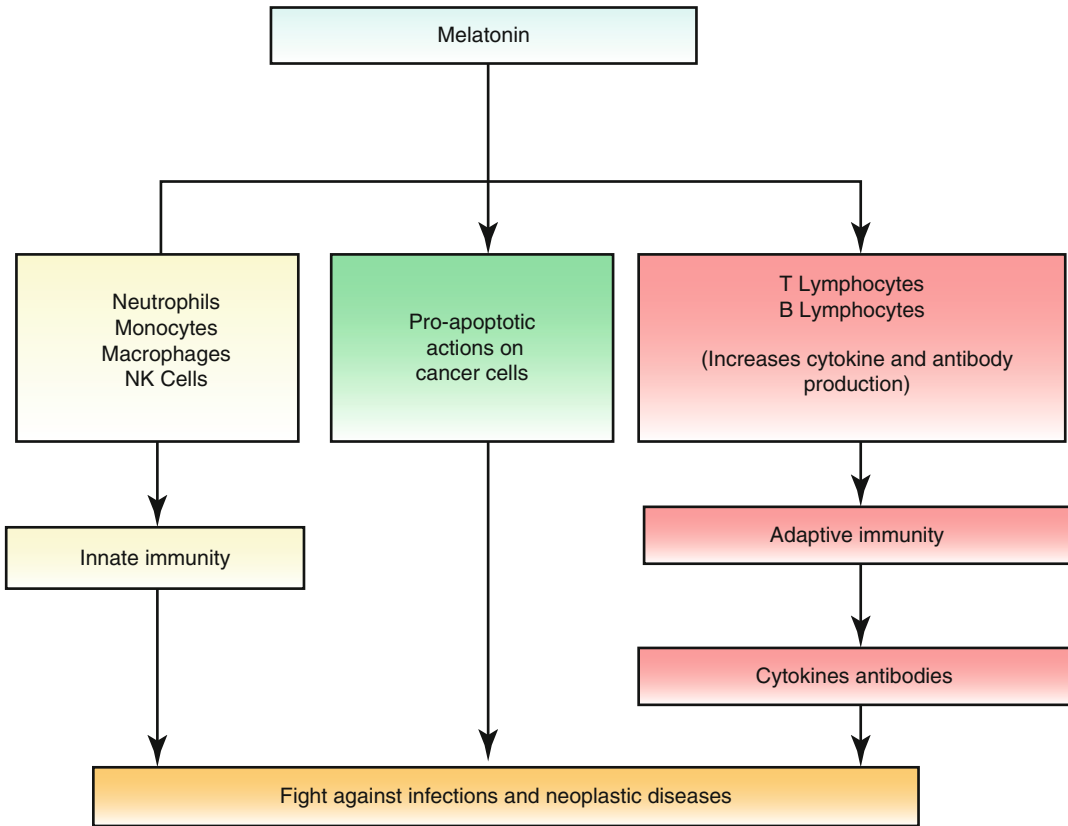 Melatonin
Neutrophils
Monocytes
Macrophages
NK Cells
Pro-apoptotic
actions on
cancer cells
T Lymphocytes
B Lymphocytes
(Increases cytokine and antibody
production)
Innate immunity
Adaptive immunity
Cytokines antibodies
Fight against infections and neoplastic diseases